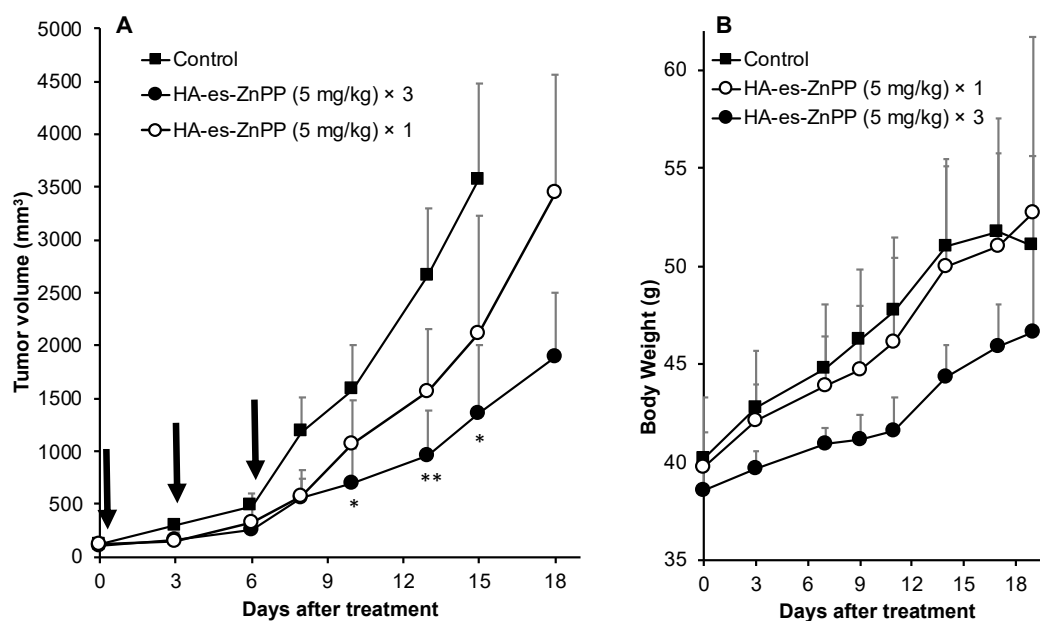 A
Control
HA-es-ZnPP (5 mg/kg) × 3
HA-es-ZnPP (5 mg/kg) × 1
Tumor volume (mm³)
5000
4500
4000
3500
3000
2500
2000
1500
1000
500
0
*
**
*
0 3 6 9 12 15 18
Days after treatment
B
Control
HA-es-ZnPP (5 mg/kg) × 1
HA-es-ZnPP (5 mg/kg) × 3
Body Weight (g)
60
55
50
45
40
35
0 3 6 9 12 15 18
Days after treatment